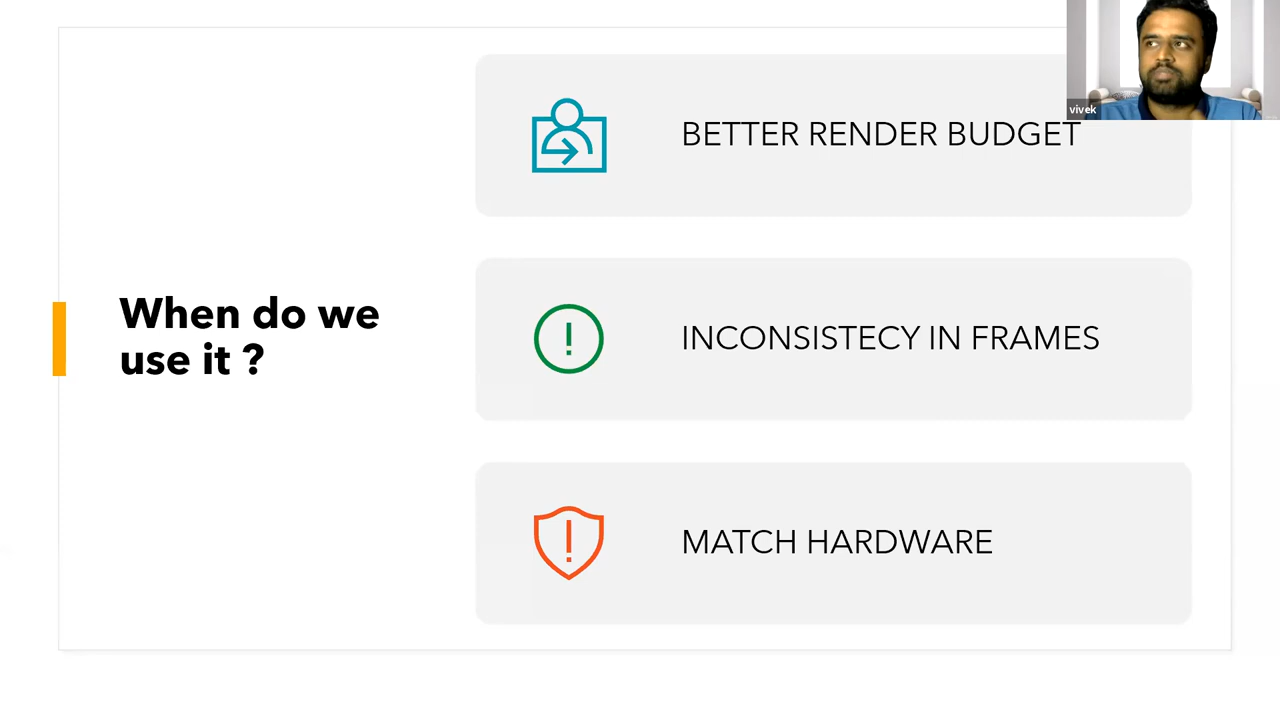 vivek
BETTER RENDER BUDGET
When do we
use it ?
INCONSISTECY IN FRAMES
MATCH HARDWARE